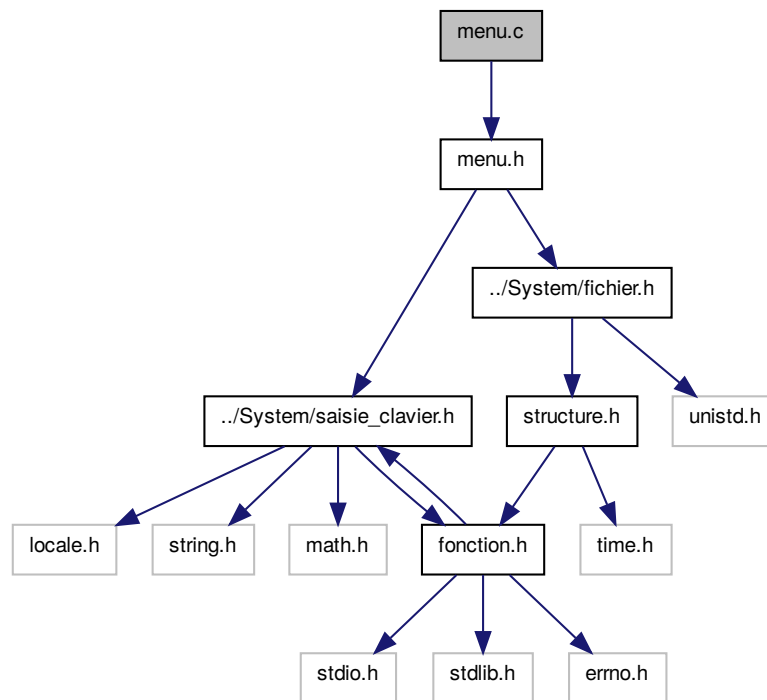 menu.c
menu.h
../System/fichier.h
../System/saisie_clavier.h
structure.h
unistd.h
locale.h
string.h
math.h
fonction.h
time.h
stdio.h
stdlib.h
errno.h